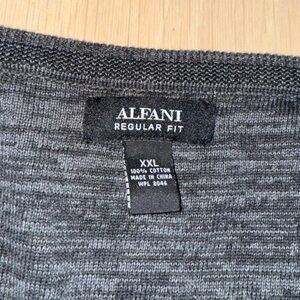 ALFANI
REGULAR FIT
XXL
100% COTTON
MADE IN CHINA
WPL 8046